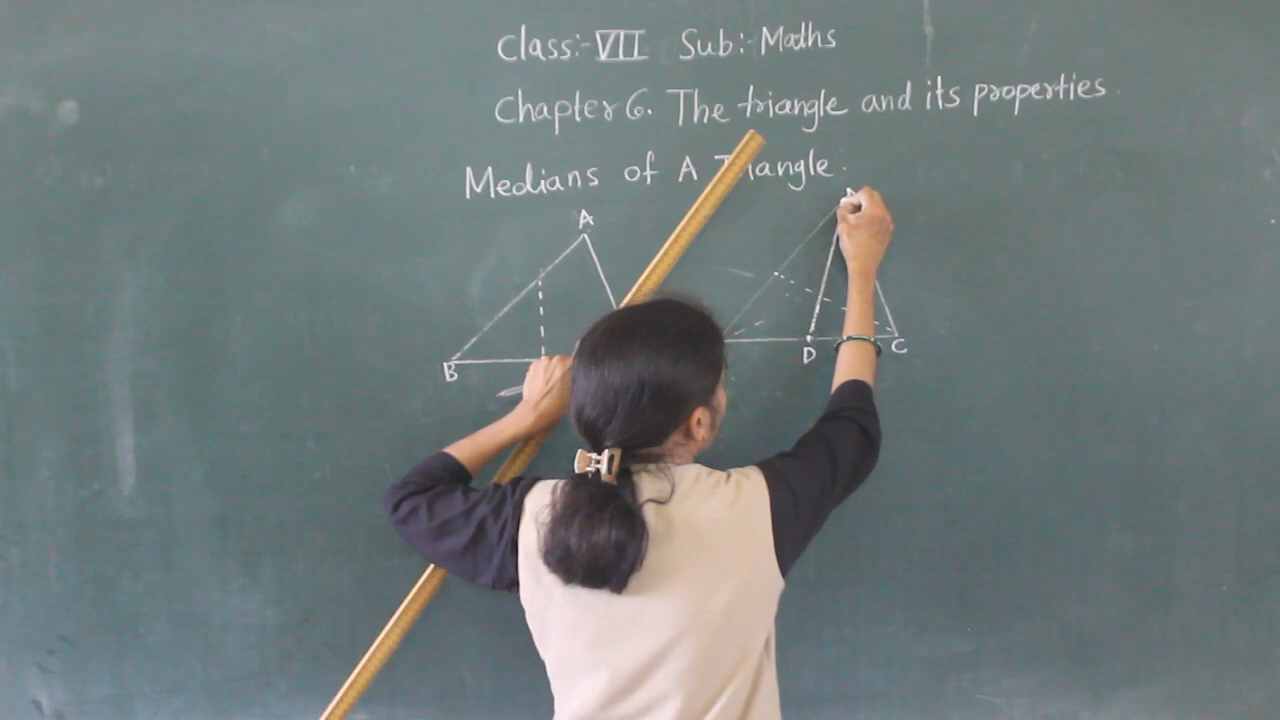 Class:- VII Sub:- Maths
Chapter 6. The triangle and its properties
Medians of A
A
B
D
C